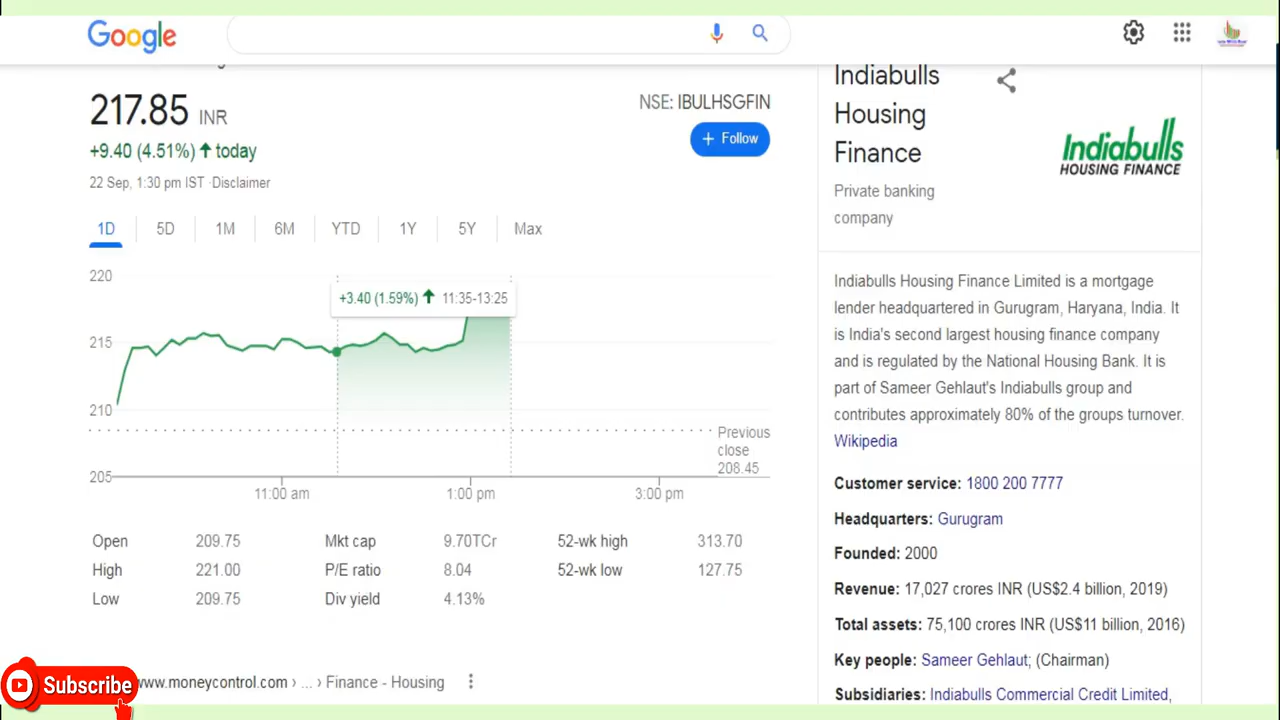 Google
217.85 INR
+9.40 (4.51%) ↑ today
22 Sep, 1:30 pm IST · Disclaimer
NSE: IBULHSGFIN
+ Follow
1D 5D 1M 6M YTD 1Y 5Y Max
220
+3.40 (1.59%) ↑ 11:35-13:25
215
210
Previous
close
208.45
205
11:00 am 1:00 pm 3:00 pm
Open 209.75 Mkt cap 9.70TCr 52-wk high 313.70
High 221.00 P/E ratio 8.04 52-wk low 127.75
Low 209.75 Div yield 4.13%
www.moneycontrol.com › ... › Finance - Housing
Subscribe
Indiabulls
Housing
Finance
Private banking
company
Indiabulls
HOUSING FINANCE
Indiabulls Housing Finance Limited is a mortgage
lender headquartered in Gurugram, Haryana, India. It
is India's second largest housing finance company
and is regulated by the National Housing Bank. It is
part of Sameer Gehlaut's Indiabulls group and
contributes approximately 80% of the groups turnover.
Wikipedia
Customer service: 1800 200 7777
Headquarters: Gurugram
Founded: 2000
Revenue: 17,027 crores INR (US$2.4 billion, 2019)
Total assets: 75,100 crores INR (US$11 billion, 2016)
Key people: Sameer Gehlaut; (Chairman)
Subsidiaries: Indiabulls Commercial Credit Limited,